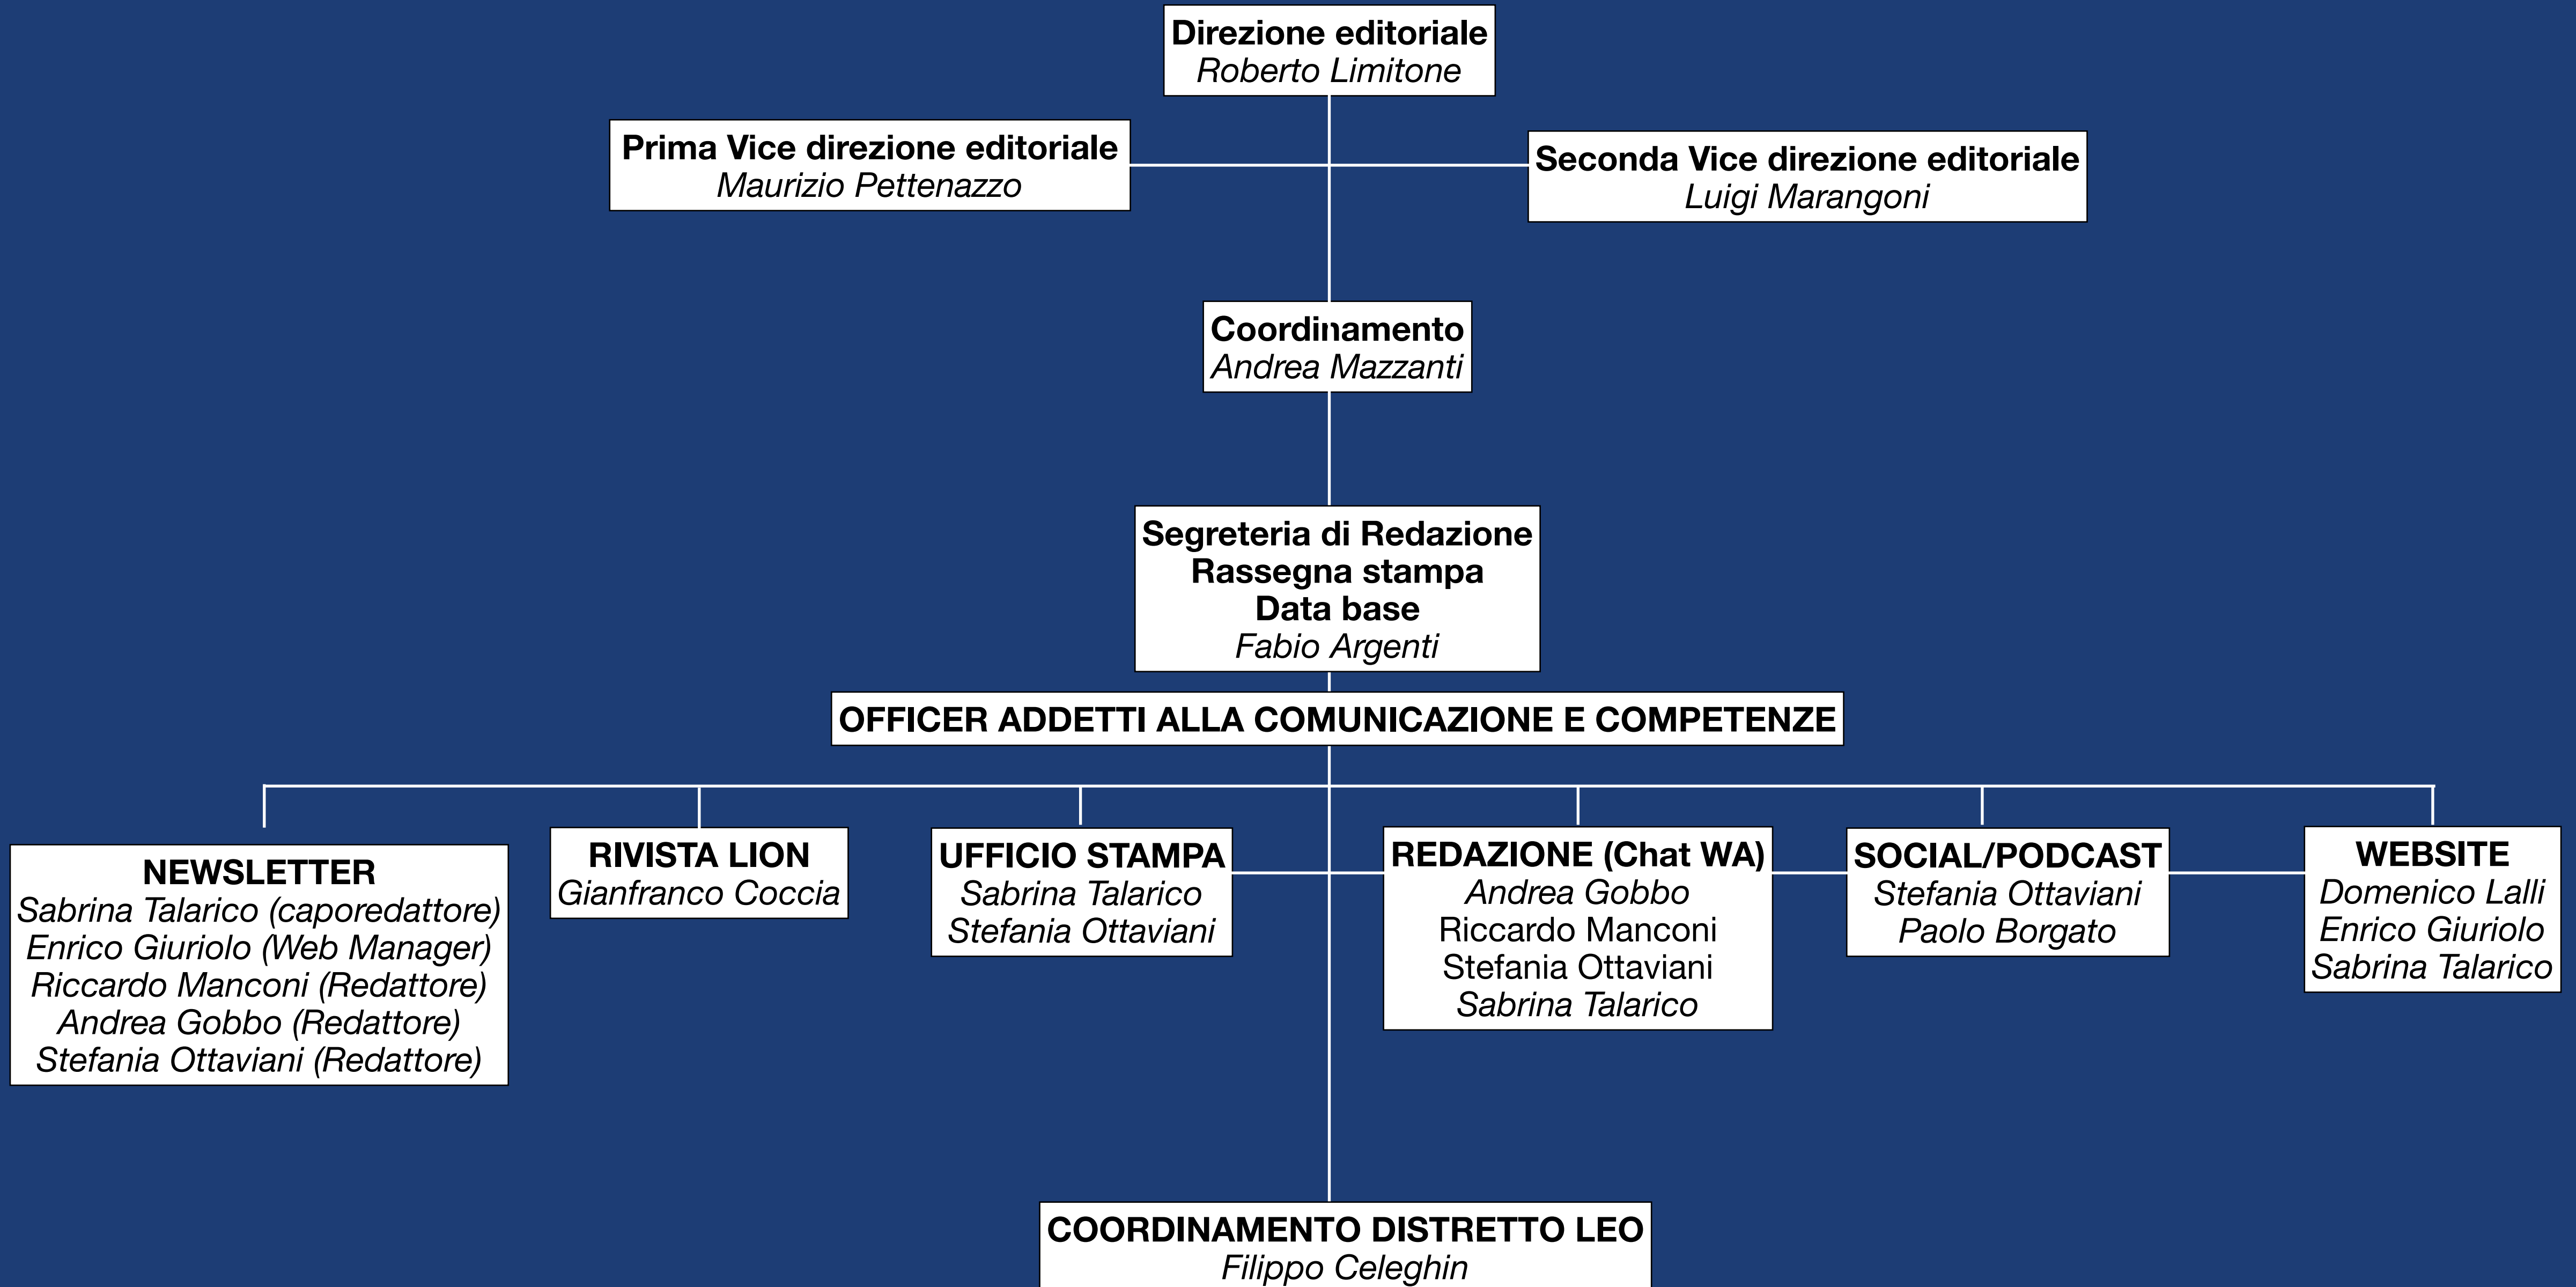 Direzione editoriale
Roberto Limitone
Prima Vice direzione editoriale
Maurizio Pettenazzo
Seconda Vice direzione editoriale
Luigi Marangoni
Coordinamento
Andrea Mazzanti
Segreteria di Redazione
Rassegna stampa
Data base
Fabio Argenti
OFFICER ADDETTI ALLA COMUNICAZIONE E COMPETENZE
NEWSLETTER
Sabrina Talarico (caporedattore)
Enrico Giuriolo (Web Manager)
Riccardo Manconi (Redattore)
Andrea Gobbo (Redattore)
Stefania Ottaviani (Redattore)
RIVISTA LION
Gianfranco Coccia
UFFICIO STAMPA
Sabrina Talarico
Stefania Ottaviani
REDAZIONE (Chat WA)
Andrea Gobbo
Riccardo Manconi
Stefania Ottaviani
Sabrina Talarico
SOCIAL/PODCAST
Stefania Ottaviani
Paolo Borgato
WEBSITE
Domenico Lalli
Enrico Giuriolo
Sabrina Talarico
COORDINAMENTO DISTRETTO LEO
Filippo Celeghin